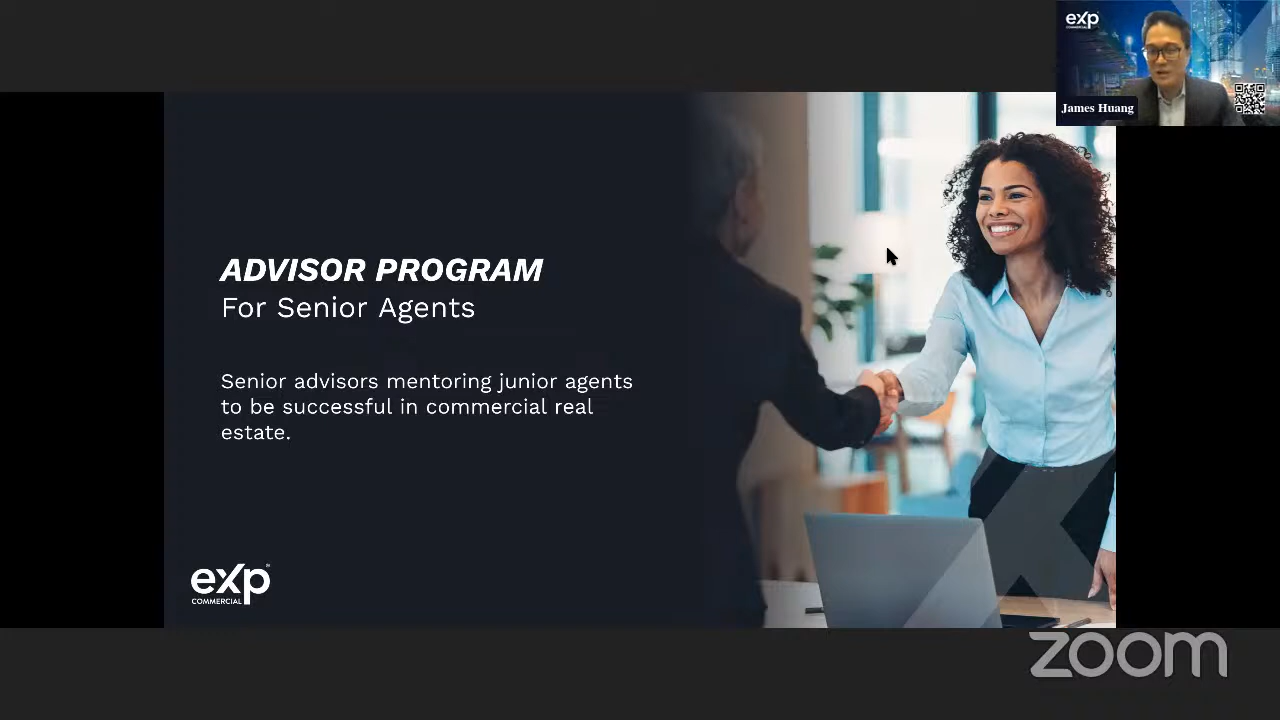 exp
COMMERCIAL
James Huang
ADVISOR PROGRAM
For Senior Agents
Senior advisors mentoring junior agents
to be successful in commercial real
estate.
exp
COMMERCIAL
zoom